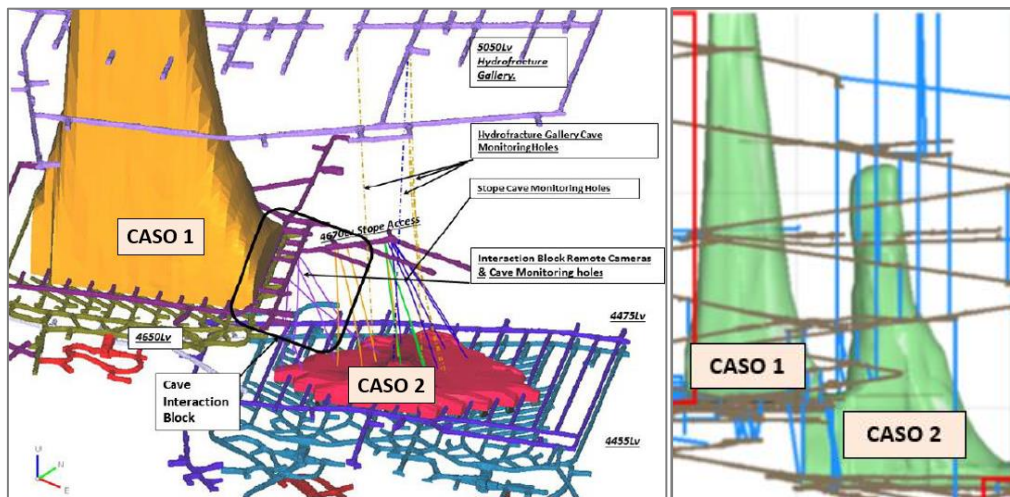 5050Lv
Hydrofracture
Gallery.
Hydrofracture Gallery Cave
Monitoring Holes
Stope Cave Monitoring Holes
CASO 1
4670Lv Stope Access
Interaction Block Remote Cameras
& Cave Monitoring holes
4650Lv
4475Lv
Cave
Interaction
Block
CASO 2
4455Lv
U
N
E
CASO 1
CASO 2